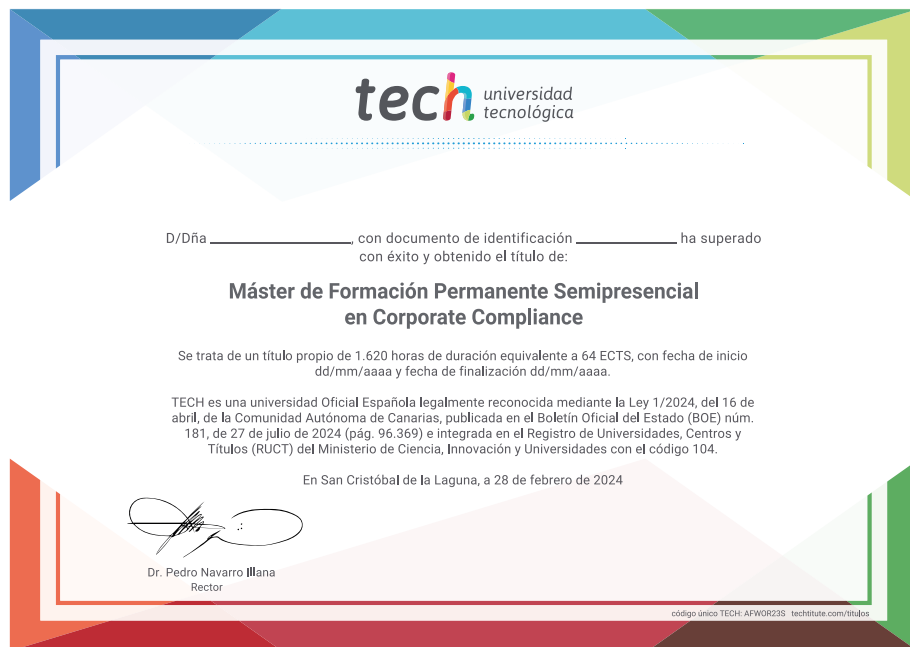 tech universidad
tecnológica
D/Dña ________________, con documento de identificación ____________ ha superado
con éxito y obtenido el título de:
Máster de Formación Permanente Semipresencial
en Corporate Compliance
Se trata de un título propio de 1.620 horas de duración equivalente a 64 ECTS, con fecha de inicio
dd/mm/aaaa y fecha de finalización dd/mm/aaaa.
TECH es una universidad Oficial Española legalmente reconocida mediante la Ley 1/2024, del 16 de
abril, de la Comunidad Autónoma de Canarias, publicada en el Boletín Oficial del Estado (BOE) núm.
181, de 27 de julio de 2024 (pág. 96.369) e integrada en el Registro de Universidades, Centros y
Títulos (RUCT) del Ministerio de Ciencia, Innovación y Universidades con el código 104.
En San Cristóbal de la Laguna, a 28 de febrero de 2024
Dr. Pedro Navarro Illana
Rector
código único TECH: AFWOR23S techtitute.com/titulos